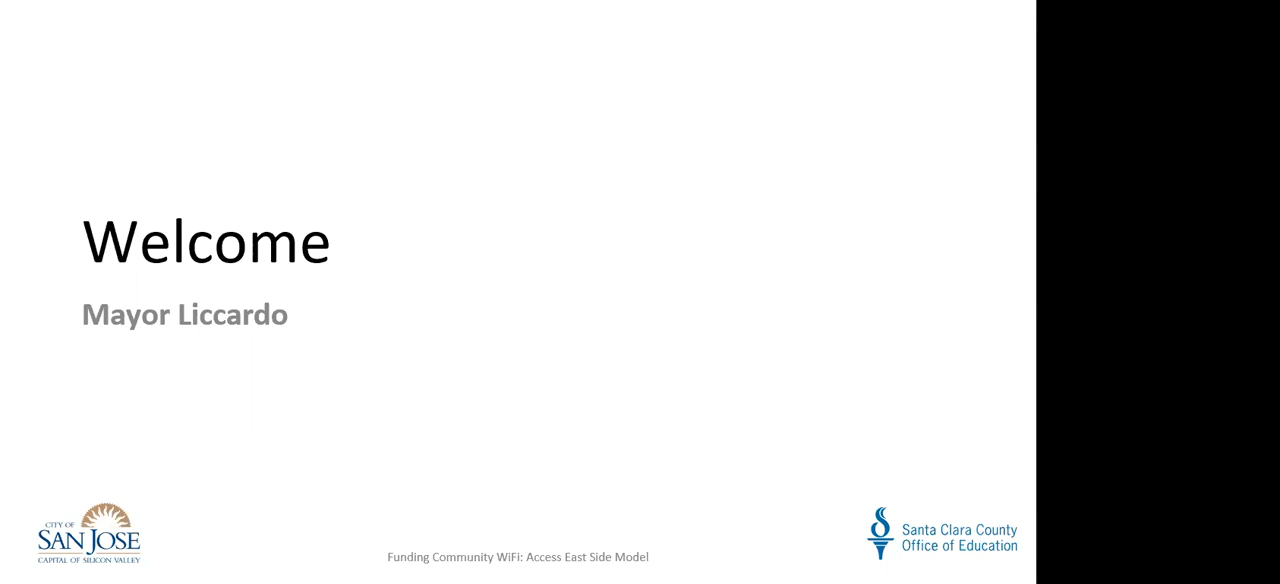 Welcome
Mayor Liccardo
CITY OF
SAN JOSE
CAPITAL OF SILICON VALLEY
Funding Community WiFi: Access East Side Model
Santa Clara County
Office of Education